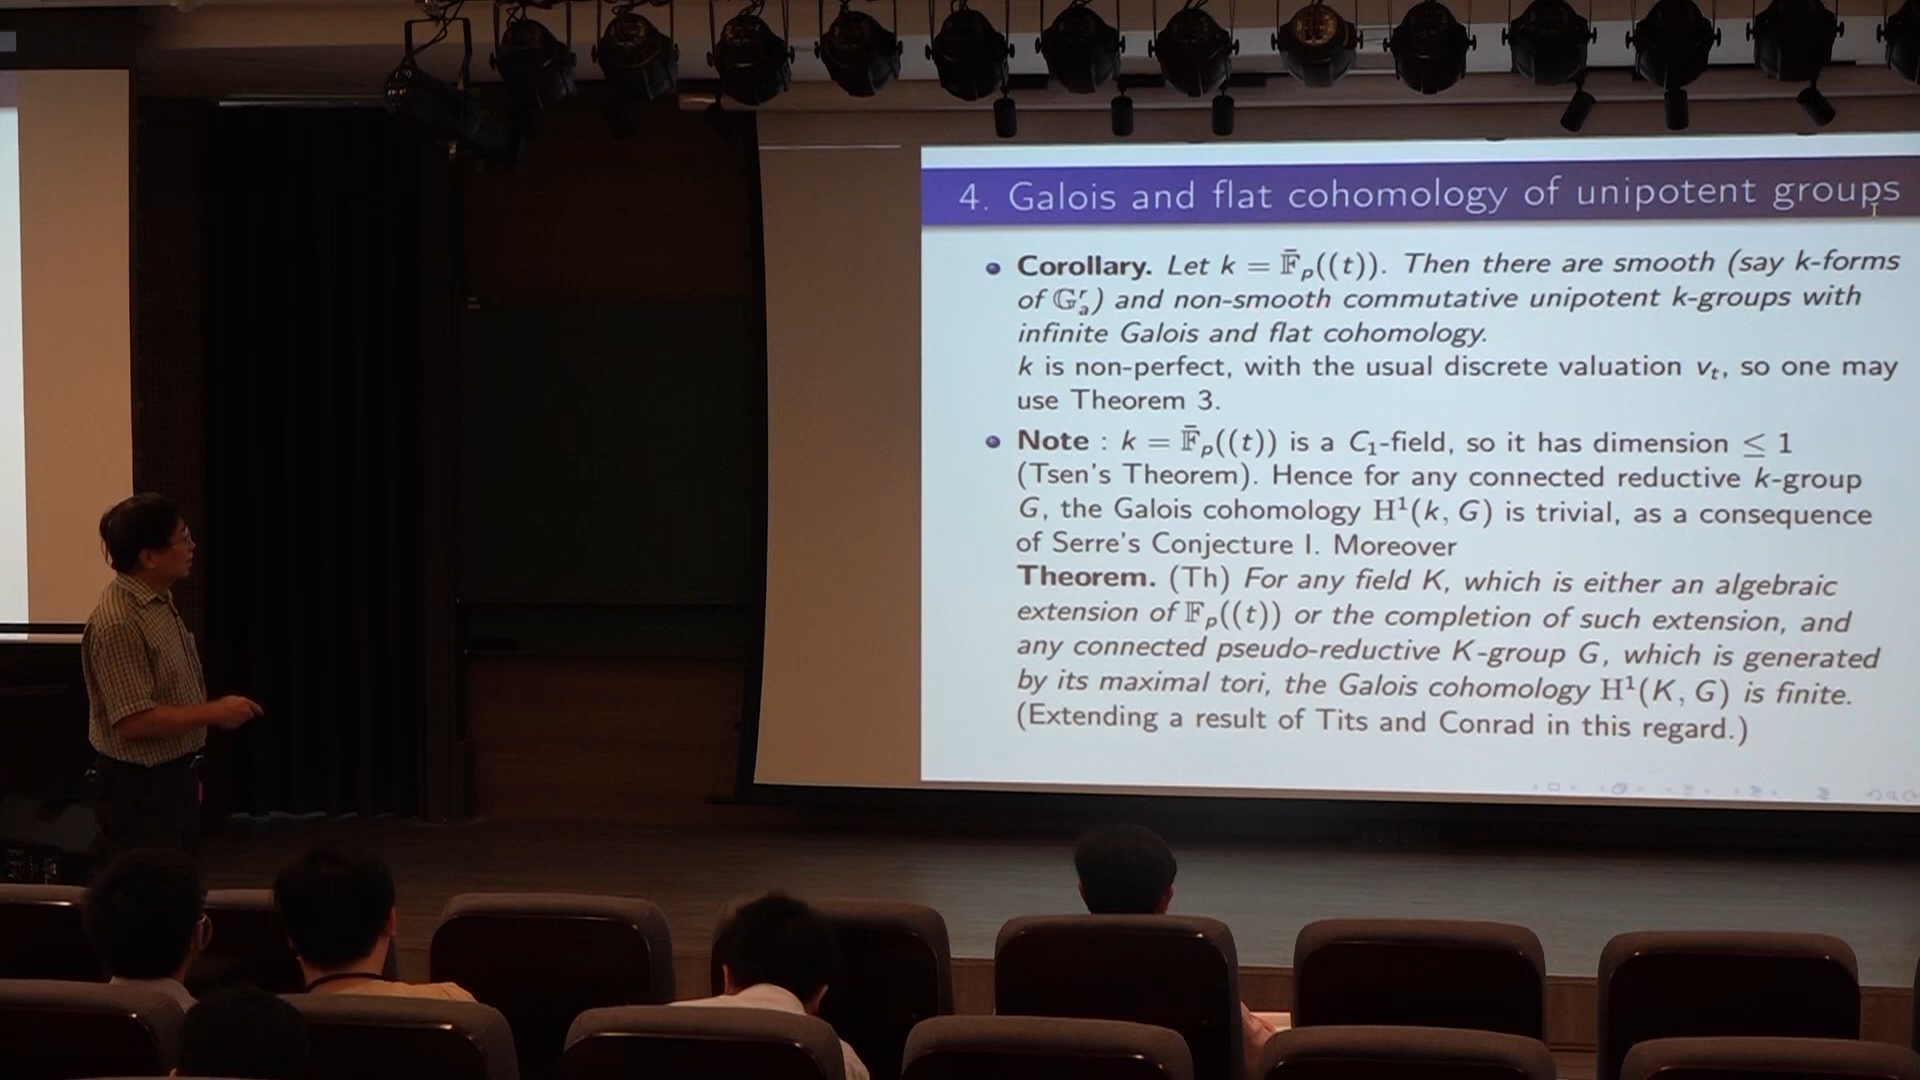 4. Galois and flat cohomology of unipotent groups
Corollary. Let k = F̄ₚ((t)). Then there are smooth (say k-forms
of 𝔾ₐʳ) and non-smooth commutative unipotent k-groups with
infinite Galois and flat cohomology.
k is non-perfect, with the usual discrete valuation vₜ, so one may
use Theorem 3.
Note : k = F̄ₚ((t)) is a C₁-field, so it has dimension ≤ 1
(Tsen's Theorem). Hence for any connected reductive k-group
G, the Galois cohomology H¹(k, G) is trivial, as a consequence
of Serre's Conjecture I. Moreover
Theorem. (Th) For any field K, which is either an algebraic
extension of 𝔽ₚ((t)) or the completion of such extension, and
any connected pseudo-reductive K-group G, which is generated
by its maximal tori, the Galois cohomology H¹(K, G) is finite.
(Extending a result of Tits and Conrad in this regard.)